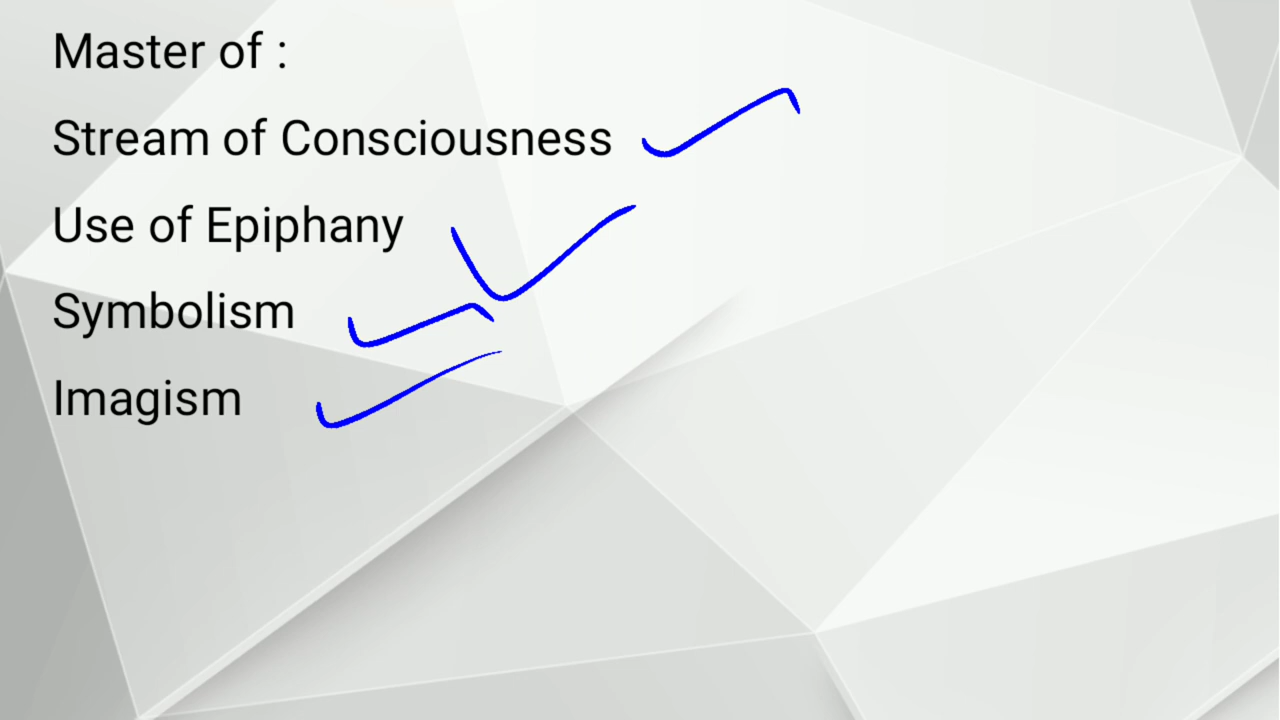 Master of :
Stream of Consciousness
Use of Epiphany
Symbolism
Imagism